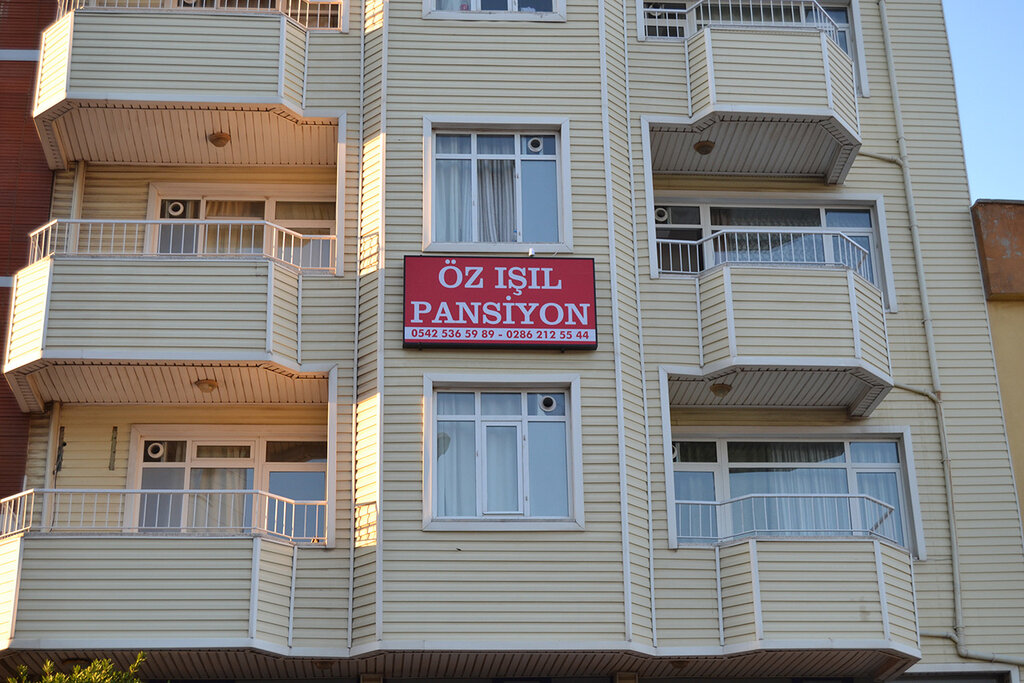 ÖZ IŞIL
PANSİYON
0542 536 59 89 - 0286 212 55 44